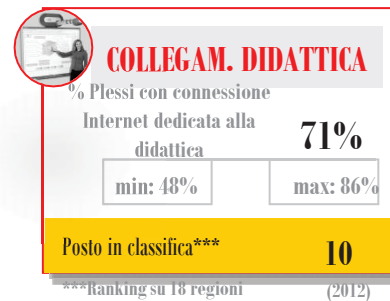 COLLEGAM. DIDATTICA
% Plessi con connessione
Internet dedicata alla
didattica
71%
min: 48% max: 86%
Posto in classifica*** 10
***Ranking su 18 regioni (2012)